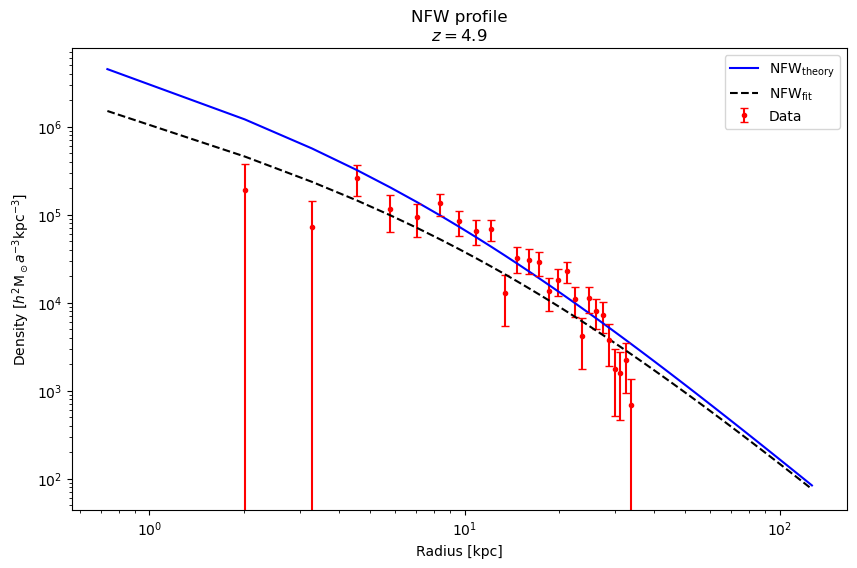 NFW profile
z = 4.9
NFW_theory
NFW_fit
Data
Density [h²M⊙a⁻³kpc⁻³]
10⁶
10⁵
10⁴
10³
10²
10⁰
10¹
10²
Radius [kpc]